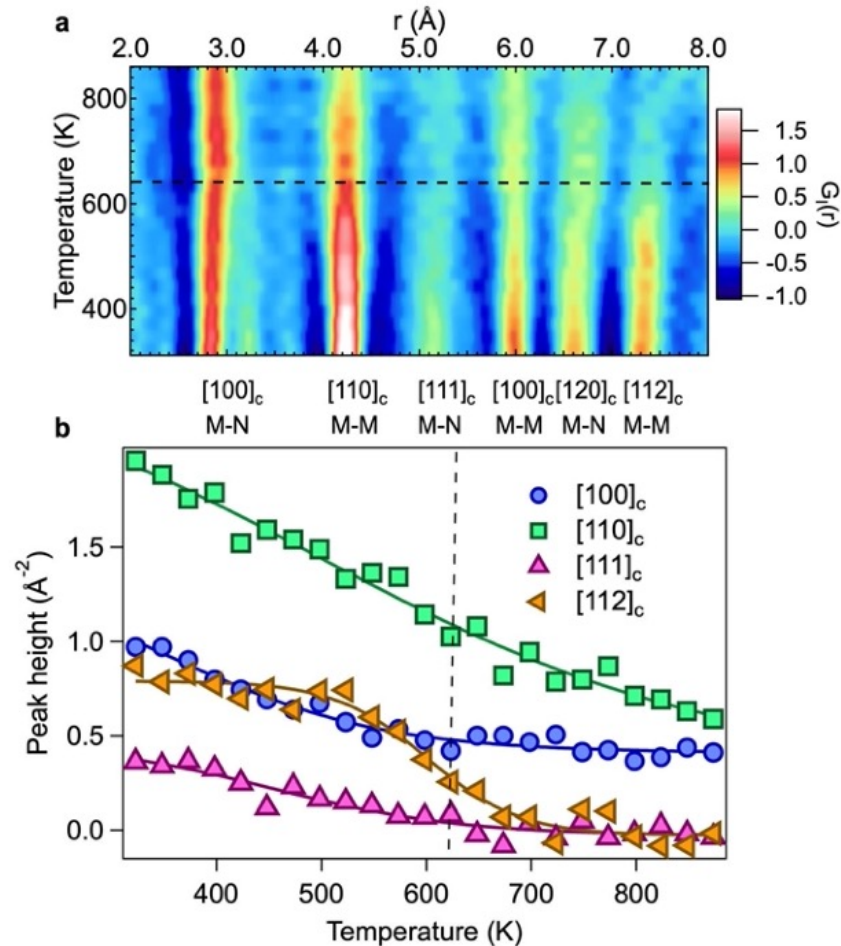 a
r (Å)
2.0 3.0 4.0 5.0 6.0 7.0 8.0
Temperature (K)
800
600
400
1.5
1.0
0.5
0.0
-0.5
-1.0
G_I(r)
[100]c [110]c [111]c [100]c [120]c [112]c
M-N M-M M-N M-M M-N M-M
b
Peak height (Å⁻²)
1.5
1.0
0.5
0.0
[100]c
[110]c
[111]c
[112]c
400 500 600 700 800
Temperature (K)